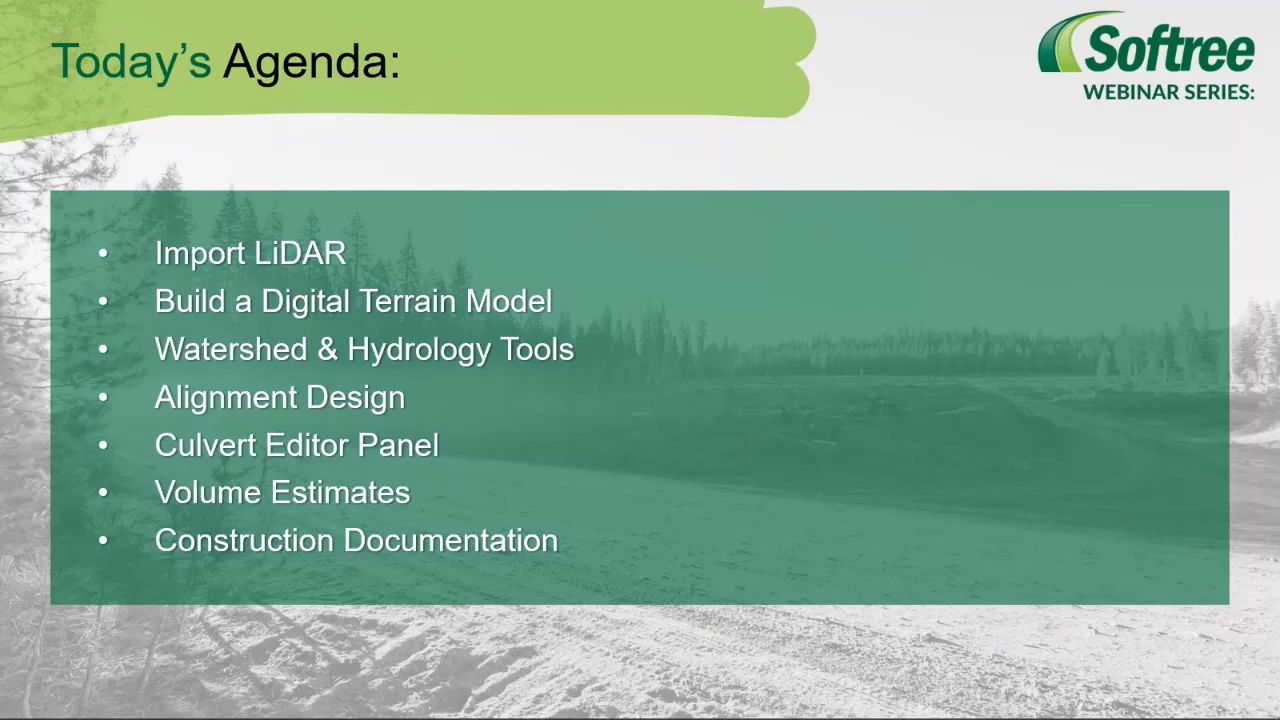 Today's Agenda:
Softree
WEBINAR SERIES:
• Import LiDAR
• Build a Digital Terrain Model
• Watershed & Hydrology Tools
• Alignment Design
• Culvert Editor Panel
• Volume Estimates
• Construction Documentation